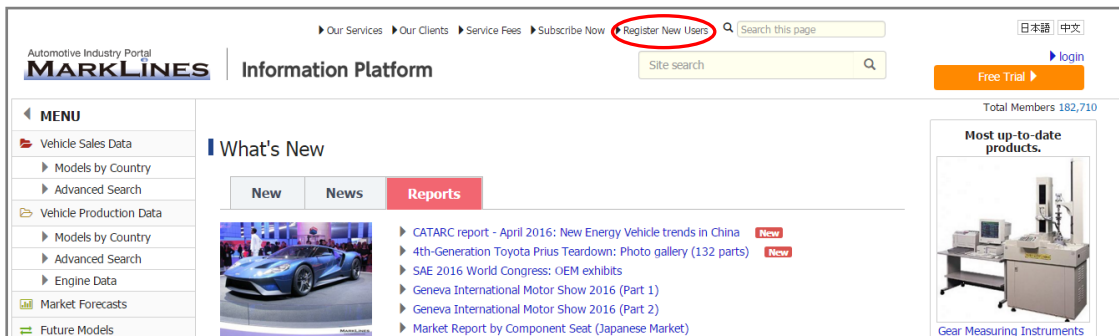 Our Services Our Clients Service Fees Subscribe Now Register New Users Search this page 日本語 中文
Automotive Industry Portal
MARKLINES Information Platform Site search login
Free Trial
Total Members 182,710
MENU
Vehicle Sales Data
Models by Country
Advanced Search
Vehicle Production Data
Models by Country
Advanced Search
Engine Data
Market Forecasts
Future Models
What's New
New News Reports
CATARC report - April 2016: New Energy Vehicle trends in China New
4th-Generation Toyota Prius Teardown: Photo gallery (132 parts) New
SAE 2016 World Congress: OEM exhibits
Geneva International Motor Show 2016 (Part 1)
Geneva International Motor Show 2016 (Part 2)
Market Report by Component Seat (Japanese Market)
MARKLINES
Most up-to-date
products.
Gear Measuring Instruments